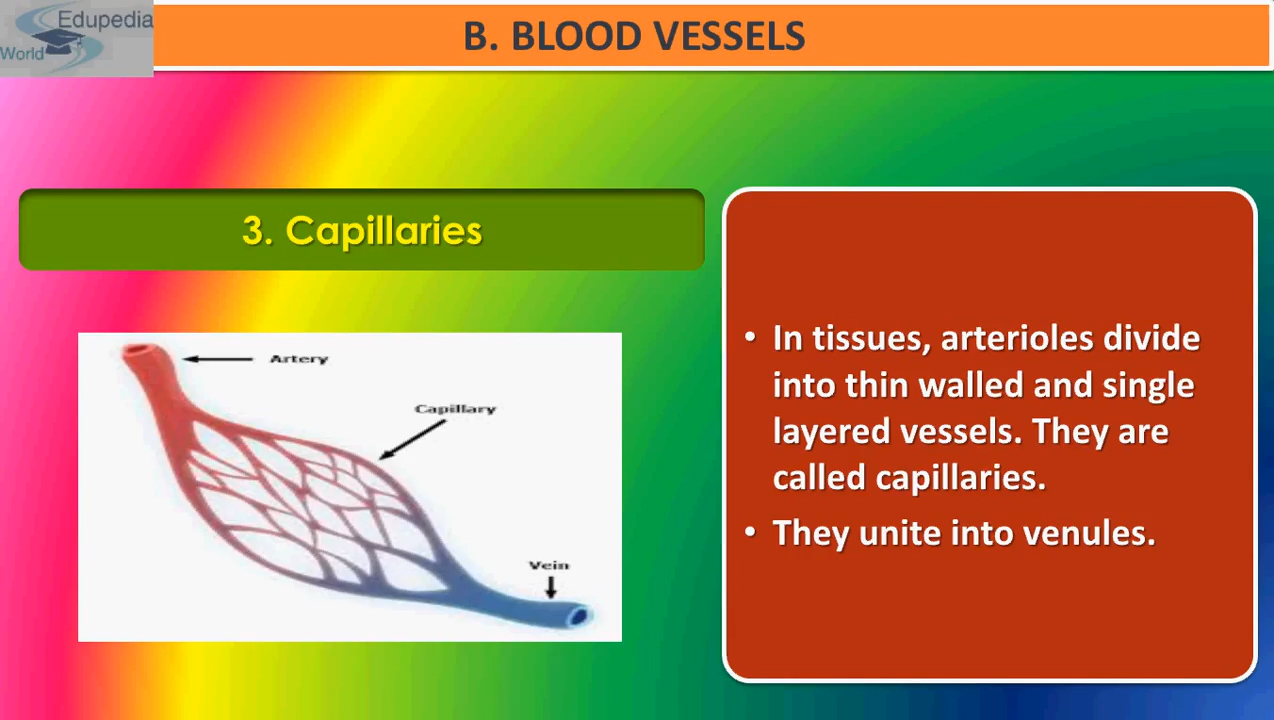 Edupedia
World
B. BLOOD VESSELS
3. Capillaries
Artery
Capillary
Vein
• In tissues, arterioles divide
into thin walled and single
layered vessels. They are
called capillaries.
• They unite into venules.